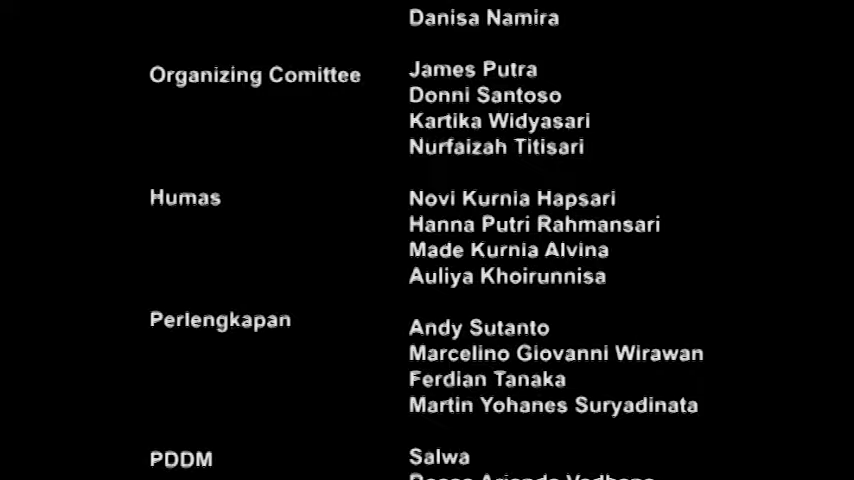 Danisa Namira
Organizing Comittee James Putra
Donni Santoso
Kartika Widyasari
Nurfaizah Titisari
Humas Novi Kurnia Hapsari
Hanna Putri Rahmansari
Made Kurnia Alvina
Auliya Khoirunnisa
Perlengkapan Andy Sutanto
Marcelino Giovanni Wirawan
Ferdian Tanaka
Martin Yohanes Suryadinata
PDDM Salwa